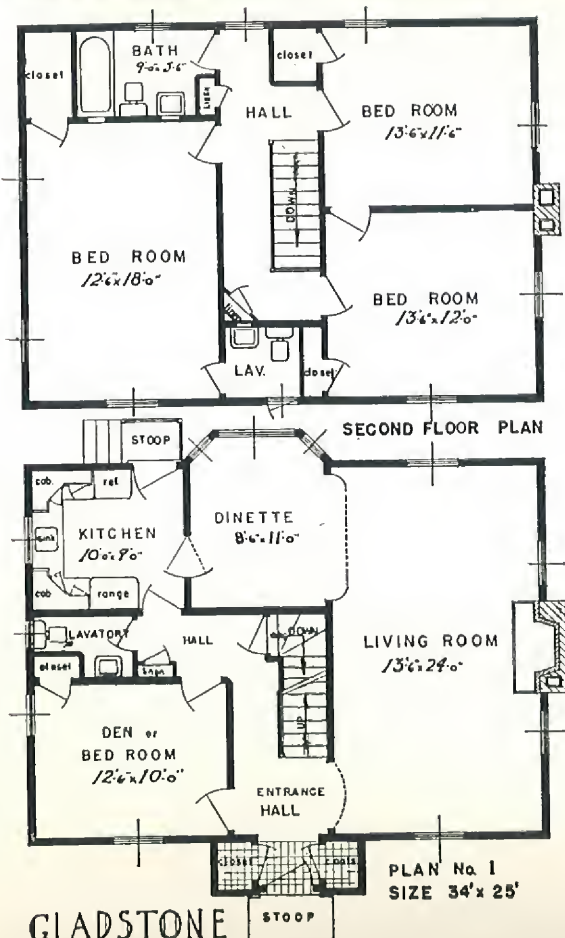 closet
BATH
9'-0"x5'-6"
LINEN
closet
HALL
BED ROOM
13'-6"x11'-6"
DOWN
BED ROOM
12'-6"x18'-0"
BED ROOM
13'-6"x12'-0"
LAV.
closet
SECOND FLOOR PLAN
STOOP
cab.
ref.
KITCHEN
10'-0"x9'-0"
sink
cab
range
DINETTE
8'-6"x11'-0"
LAVATORY
HALL
DOWN
closet
LIVING ROOM
13'-6"x24'-0"
UP
DEN or
BED ROOM
12'-6"x10'-0"
ENTRANCE
HALL
closet
coats
PLAN No. 1
SIZE 34'x 25'
GLADSTONE
STOOP